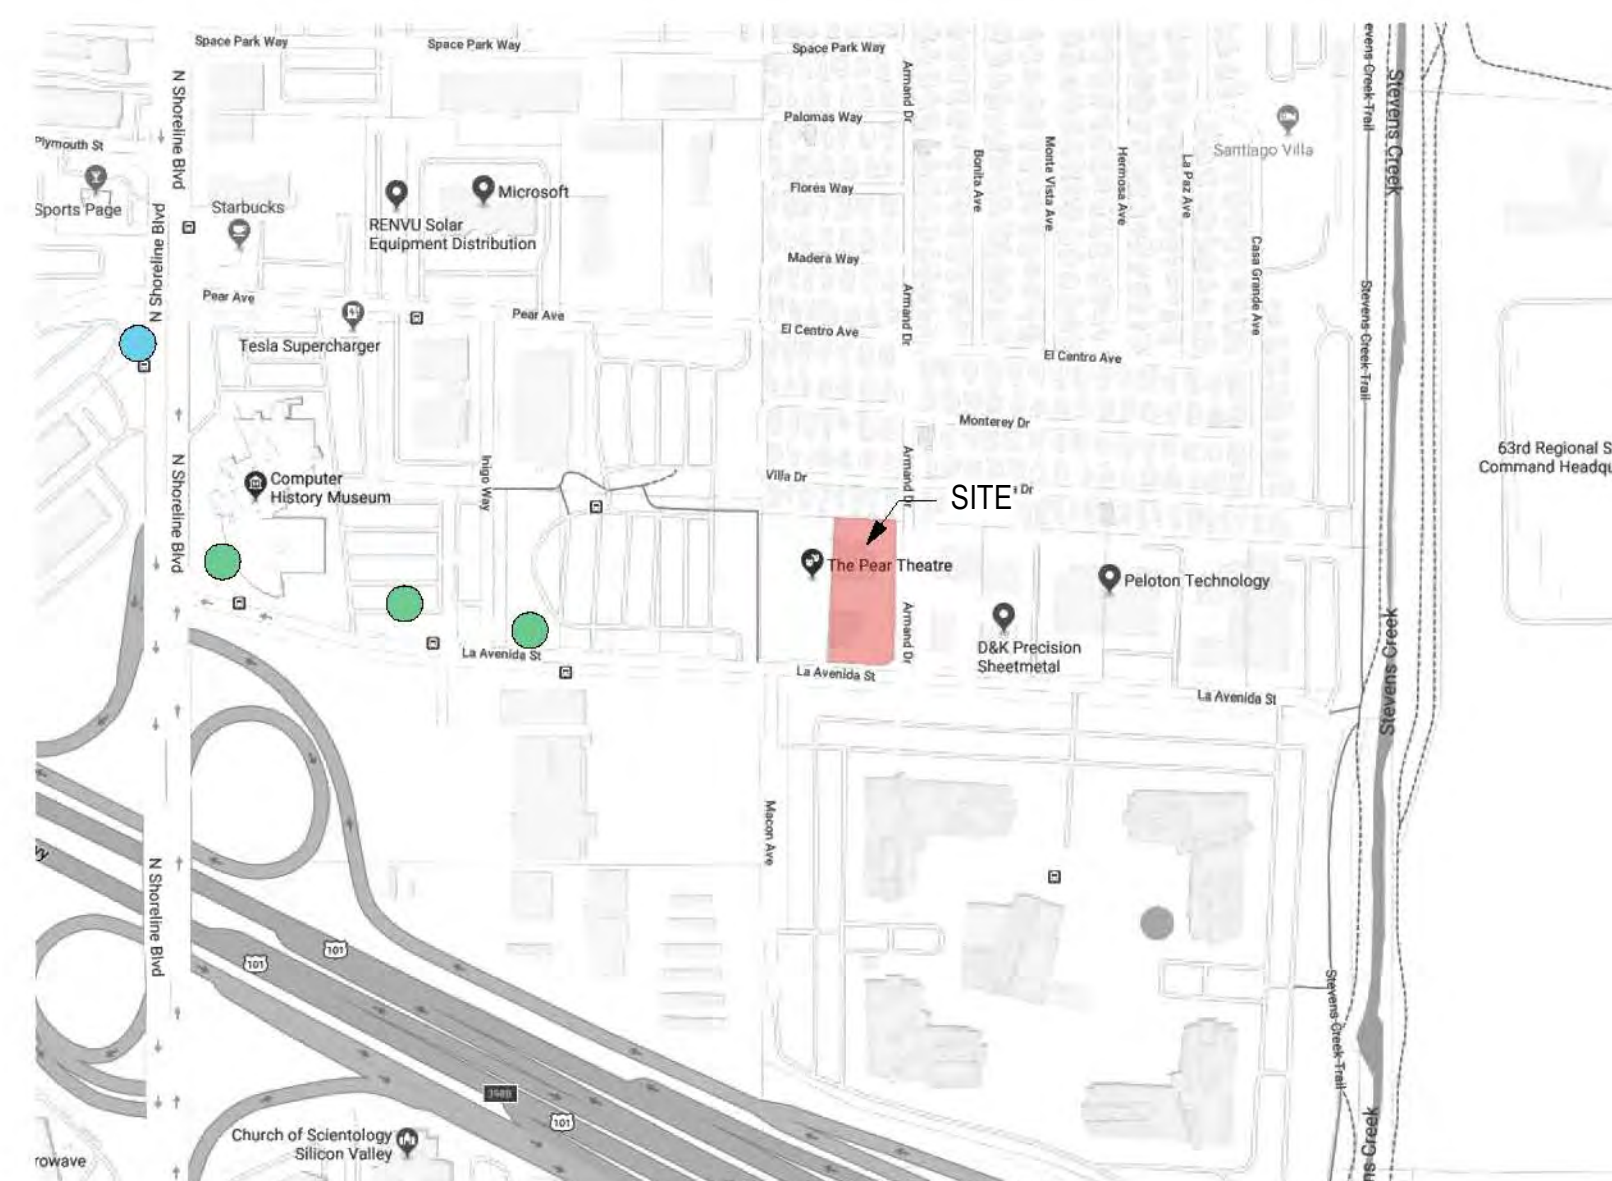 Space Park Way
Space Park Way
Space Park Way
N Shoreline Blvd
Armand Dr
Stevens Creek
Palomas Way
Plymouth St
Santiago Villa
Bonita Ave
Monte Vista Ave
Hermosa Ave
La Paz Ave
Sports Page
Starbucks
Microsoft
Flores Way
RENVU Solar
Equipment Distribution
N Shoreline Blvd
Madera Way
Casa Grande Ave
Pear Ave
Pear Ave
Armand Dr
Stevens Creek Trail
El Centro Ave
El Centro Ave
Tesla Supercharger
Monterey Dr
63rd Regional S
Command Headqu
Computer
History Museum
N Shoreline Blvd
Inigo Way
Villa Dr
Armand Dr
SITE
Dr
The Pear Theatre
Peloton Technology
Armand Dr
D&K Precision
Sheetmetal
La Avenida St
La Avenida St
La Avenida St
Stevens Creek
Macon Ave
N Shoreline Blvd
101
101
Stevens Creek Trail
101
Church of Scientology
Silicon Valley
rowave
ns Creek
evens Creek Trail